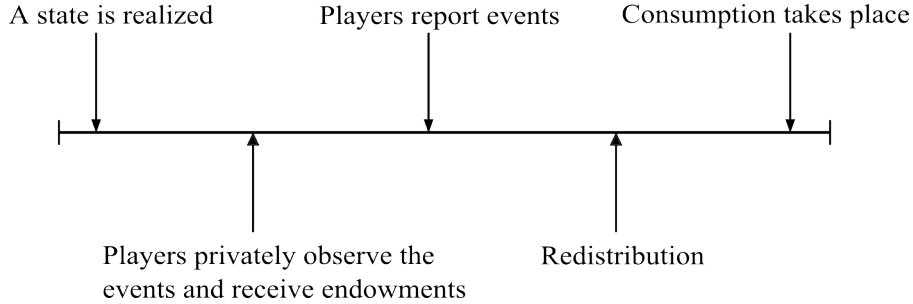 A state is realized
Players report events
Consumption takes place
Players privately observe the
events and receive endowments
Redistribution